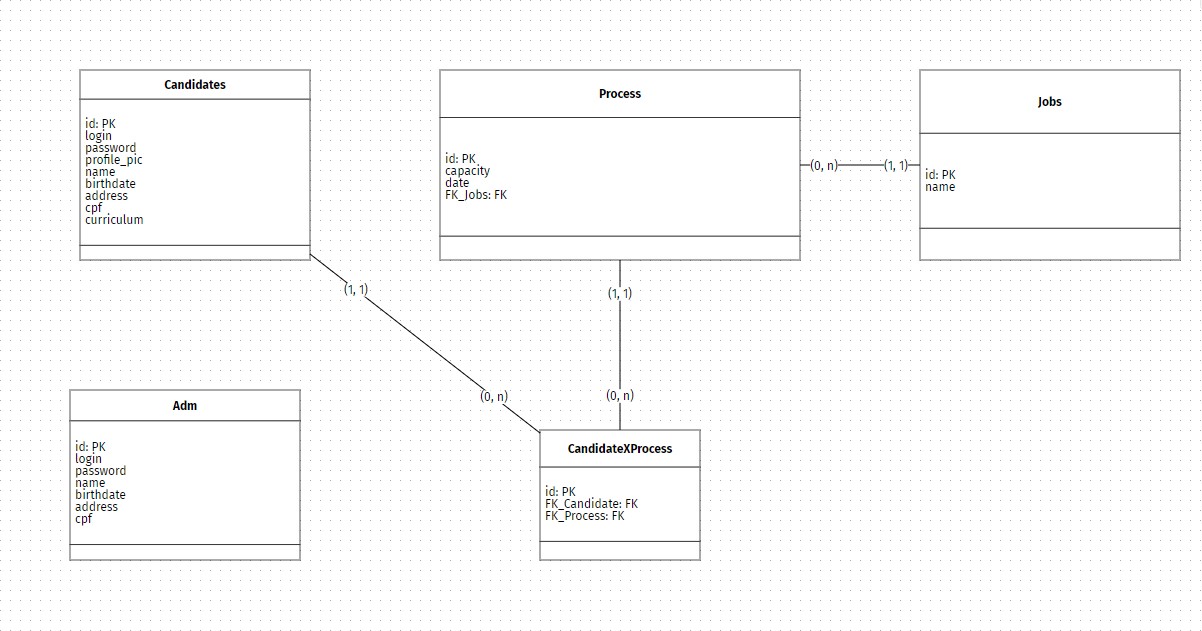 Candidates
id: PK
login
password
profile_pic
name
birthdate
address
cpf
curriculum
Process
id: PK
capacity
date
FK_Jobs: FK
(0, n)
(1, 1)
Jobs
id: PK
name
(1, 1)
(0, n)
(1, 1)
(0, n)
Adm
id: PK
login
password
name
birthdate
address
cpf
CandidateXProcess
id: PK
FK_Candidate: FK
FK_Process: FK